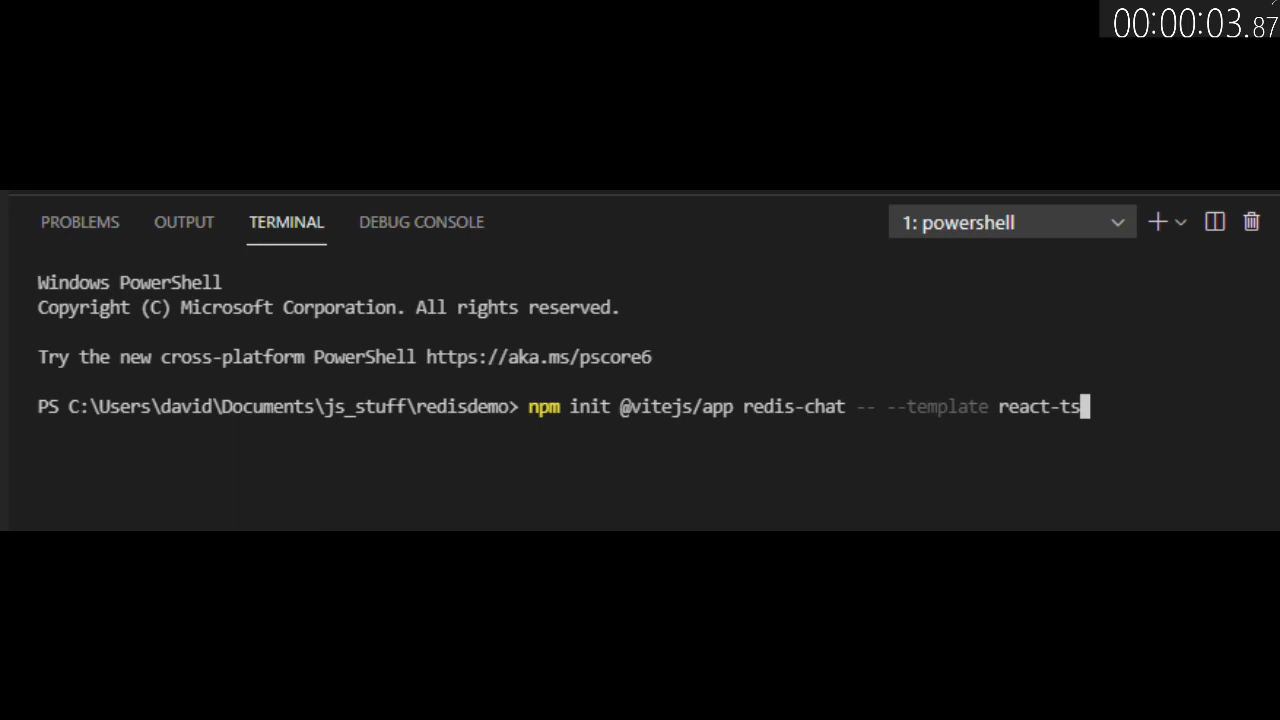 00:00:03.87
PROBLEMS OUTPUT TERMINAL DEBUG CONSOLE 1: powershell
Windows PowerShell
Copyright (C) Microsoft Corporation. All rights reserved.
Try the new cross-platform PowerShell https://aka.ms/pscore6
PS C:\Users\david\Documents\js_stuff\redisdemo> npm init @vitejs/app redis-chat -- --template react-ts